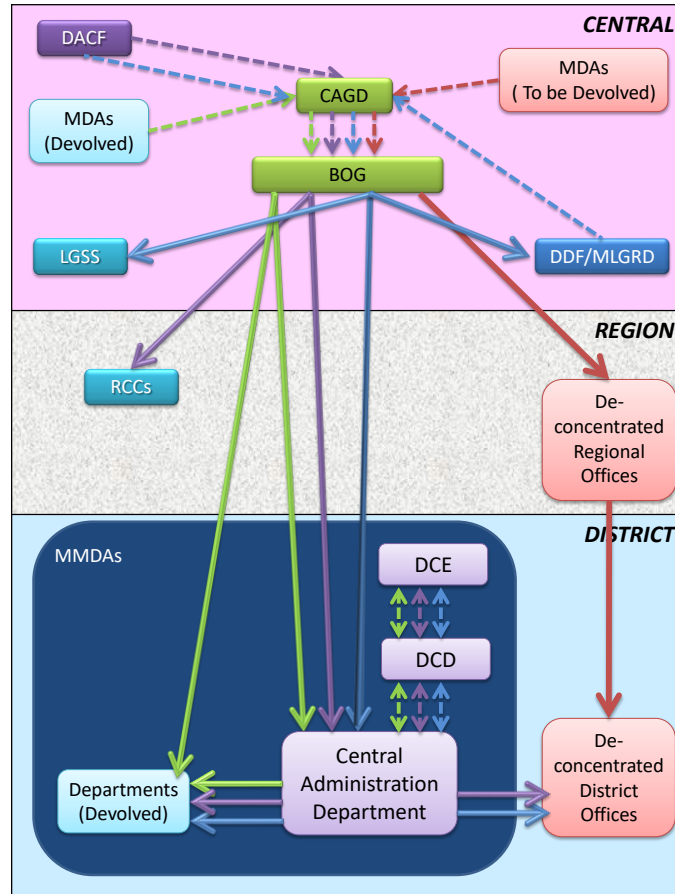 CENTRAL
DACF
CAGD
MDAs
( To be Devolved)
MDAs
(Devolved)
BOG
LGSS
DDF/MLGRD
REGION
RCCs
De-
concentrated
Regional
Offices
DISTRICT
MMDAs
DCE
DCD
Central
Administration
Department
Departments
(Devolved)
De-
concentrated
District
Offices